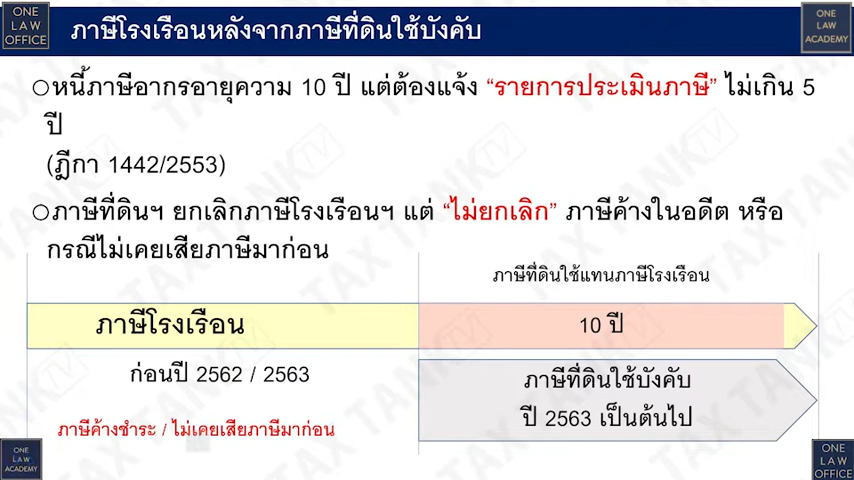 ONE
LAW
OFFICE
ภาษีโรงเรือนหลังจากภาษีที่ดินใช้บังคับ
ONE
LAW
ACADEMY
หนี้ภาษีอากรอายุความ 10 ปี แต่ต้องแจ้ง “รายการประเมินภาษี” ไม่เกิน 5
ปี
(ฎีกา 1442/2553)
ภาษีที่ดินฯ ยกเลิกภาษีโรงเรือนฯ แต่ “ไม่ยกเลิก” ภาษีค้างในอดีต หรือ
กรณีไม่เคยเสียภาษีมาก่อน
ภาษีที่ดินใช้แทนภาษีโรงเรือน
ภาษีโรงเรือน
10 ปี
ก่อนปี 2562 / 2563
ภาษีที่ดินใช้บังคับ
ปี 2563 เป็นต้นไป
ภาษีค้างชำระ / ไม่เคยเสียภาษีมาก่อน
ONE
LAW
ACADEMY
ONE
LAW
OFFICE
TAX TANK TV